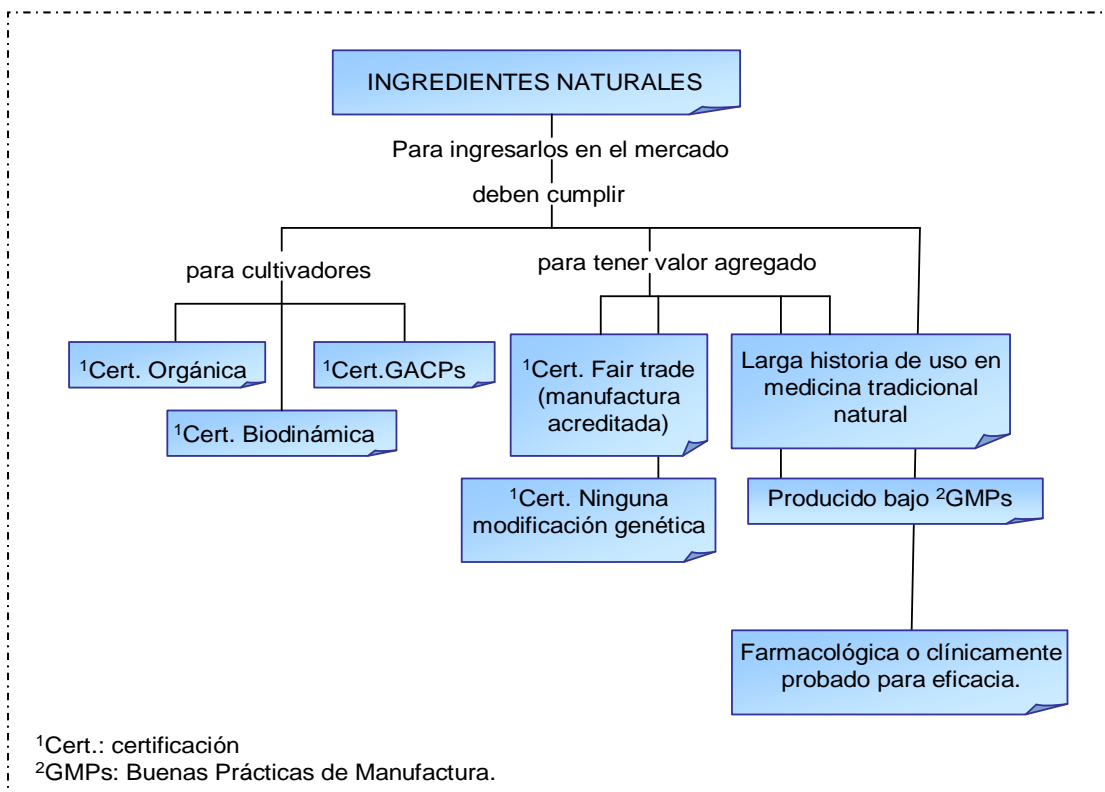 INGREDIENTES NATURALES
Para ingresarlos en el mercado
deben cumplir
para cultivadores
para tener valor agregado
¹Cert. Orgánica
¹Cert.GACPs
¹Cert. Biodinámica
¹Cert. Fair trade
(manufactura
acreditada)
Larga historia de uso en
medicina tradicional
natural
¹Cert. Ninguna
modificación genética
Producido bajo ²GMPs
Farmacológica o clínicamente
probado para eficacia.
¹Cert.: certificación
²GMPs: Buenas Prácticas de Manufactura.